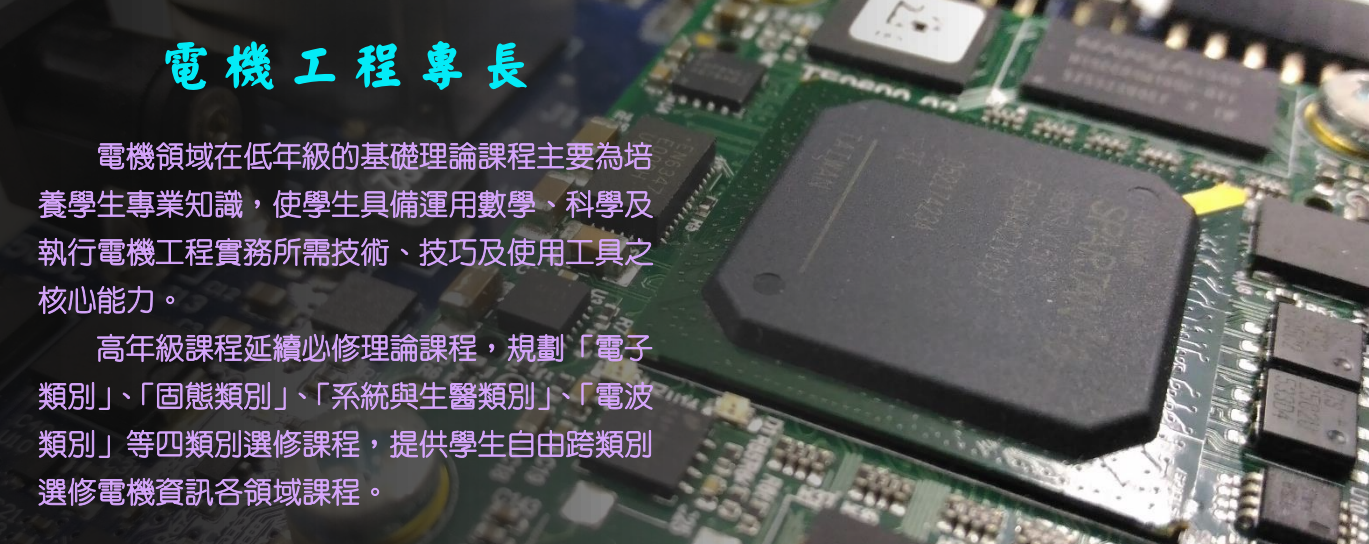 電機工程專長
電機領域在低年級的基礎理論課程主要為培
養學生專業知識，使學生具備運用數學、科學及
執行電機工程實務所需技術、技巧及使用工具之
核心能力。
高年級課程延續必修理論課程，規劃「電子
類別」、「固態類別」、「系統與生醫類別」、「電波
類別」等四類別選修課程，提供學生自由跨類別
選修電機資訊各領域課程。
SPARTAN
TAIWAN